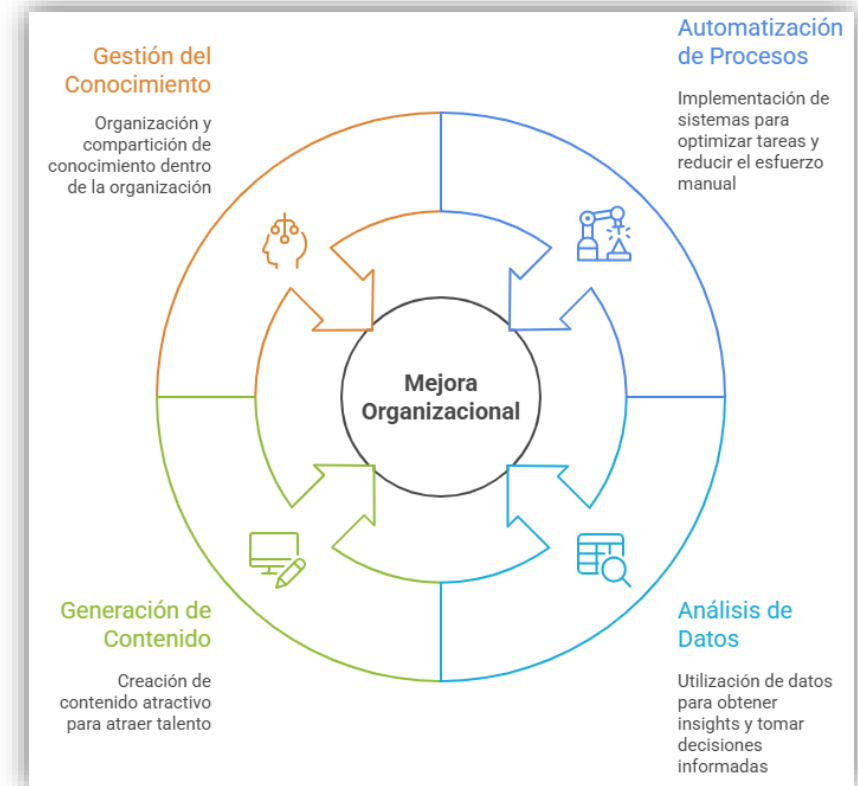 Gestión del
Conocimiento
Organización y
compartición de
conocimiento dentro
de la organización
Automatización
de Procesos
Implementación de
sistemas para
optimizar tareas y
reducir el esfuerzo
manual
Mejora
Organizacional
Generación de
Contenido
Creación de
contenido atractivo
para atraer talento
Análisis de
Datos
Utilización de datos
para obtener
insights y tomar
decisiones
informadas